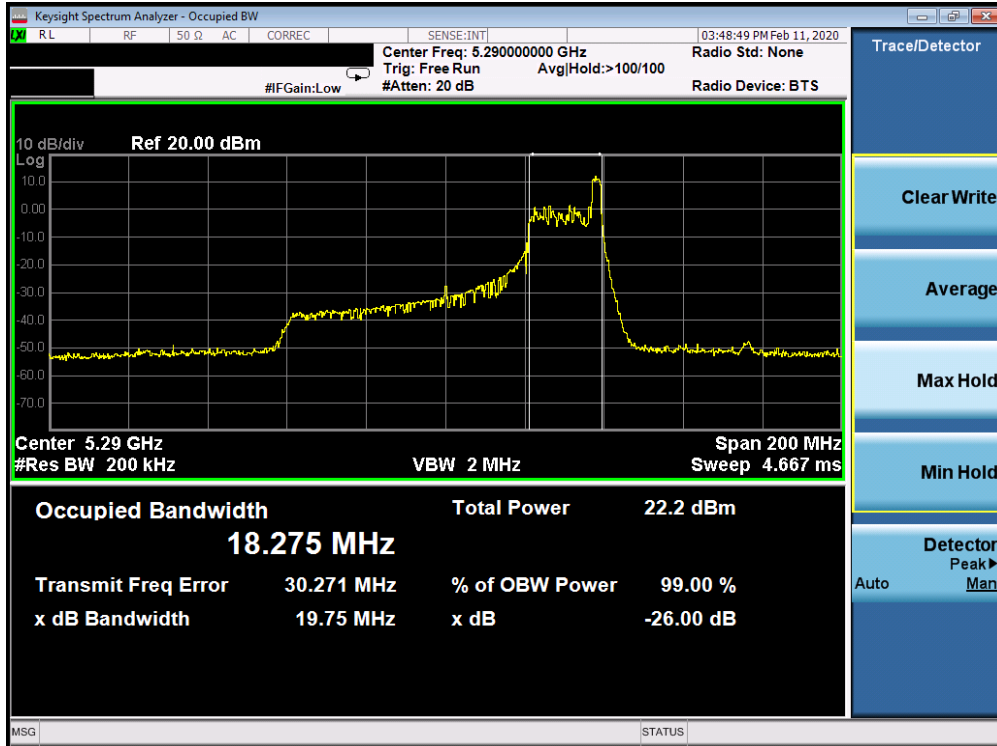 Keysight Spectrum Analyzer - Occupied BW
LXI RL RF 50 Ω AC CORREC SENSE:INT 03:48:49 PM Feb 11, 2020
Center Freq: 5.290000000 GHz Radio Std: None
Trig: Free Run Avg|Hold:>100/100
#IFGain:Low #Atten: 20 dB Radio Device: BTS
10 dB/div Ref 20.00 dBm
Log
10.0
0.00
-10.0
-20.0
-30.0
-40.0
-50.0
-60.0
-70.0
Center 5.29 GHz Span 200 MHz
#Res BW 200 kHz VBW 2 MHz Sweep 4.667 ms
Occupied Bandwidth Total Power 22.2 dBm
18.275 MHz
Transmit Freq Error 30.271 MHz % of OBW Power 99.00 %
x dB Bandwidth 19.75 MHz x dB -26.00 dB
MSG STATUS
Trace/Detector
Clear Write
Average
Max Hold
Min Hold
Detector
Peak▶
Auto Man